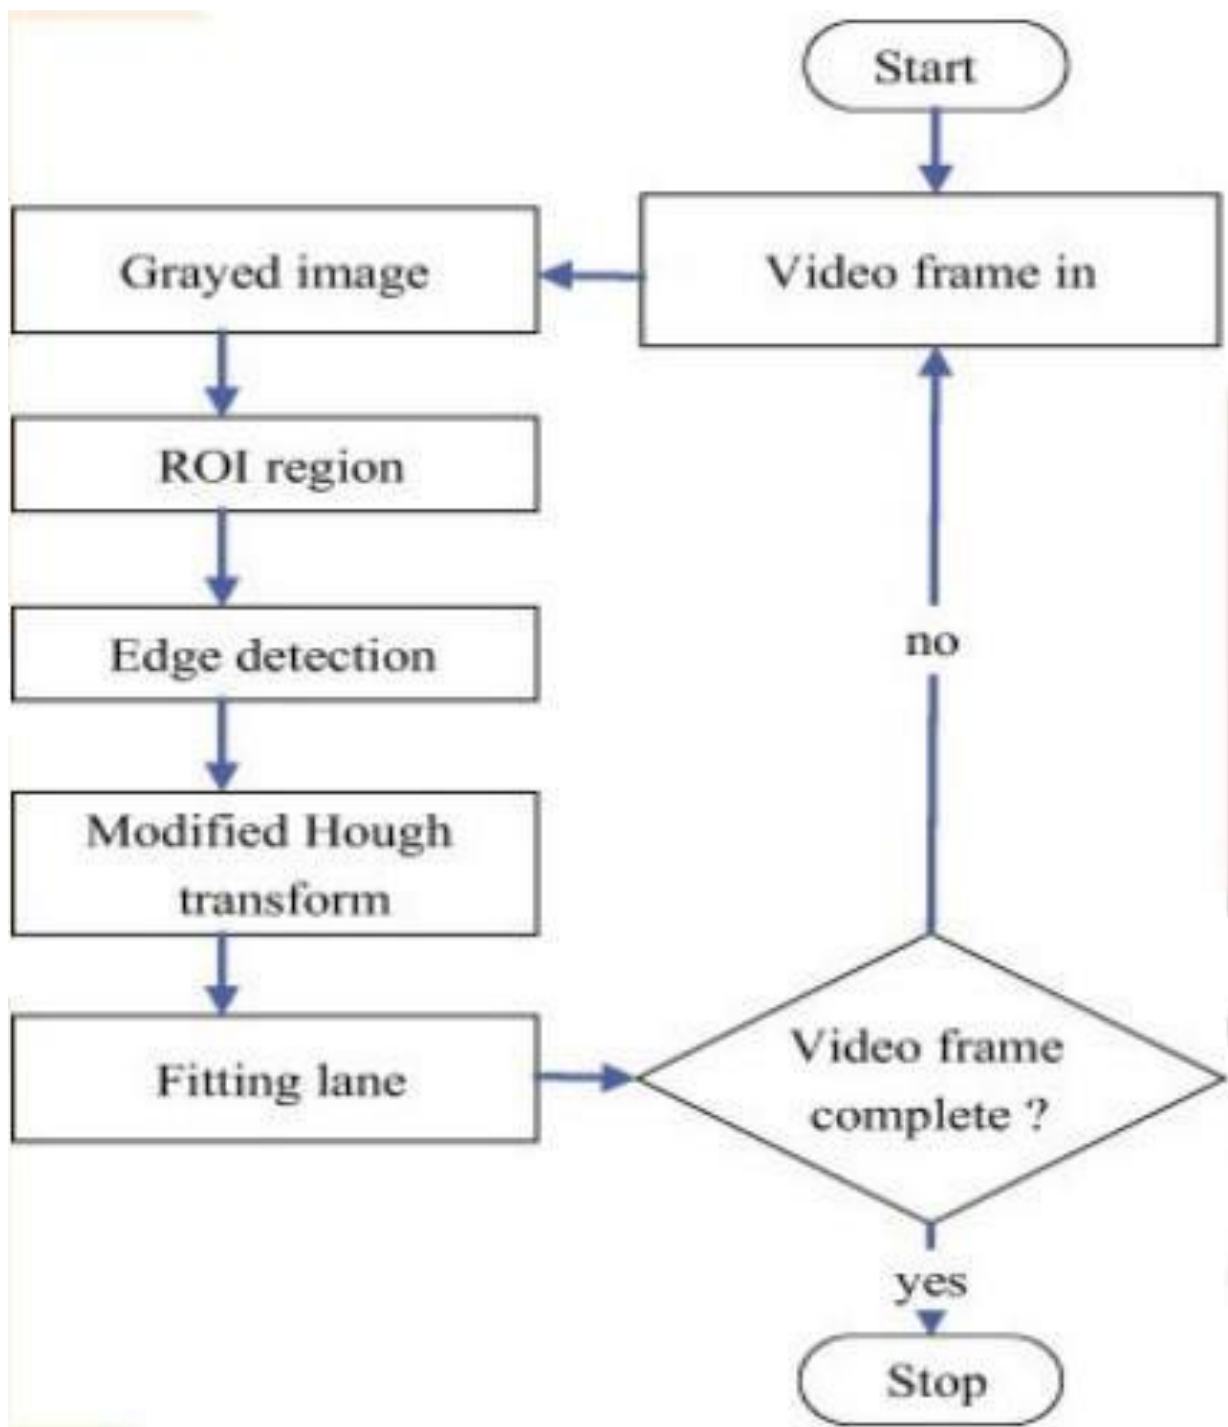 Start
Video frame in
Grayed image
ROI region
Edge detection
Modified Hough
transform
Fitting lane
Video frame
complete ?
no
yes
Stop